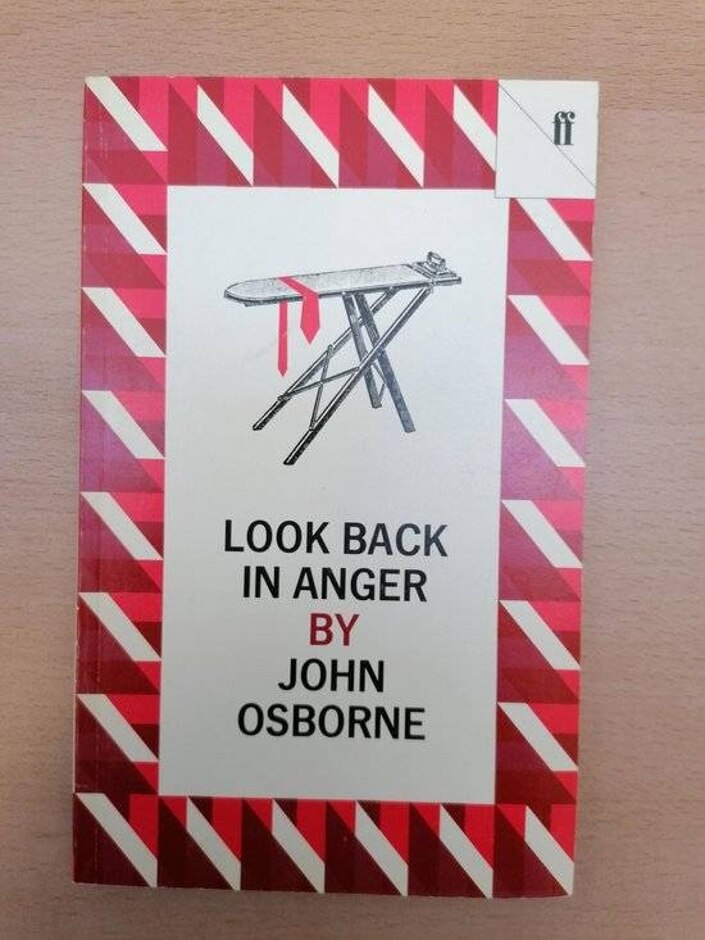 ff
LOOK BACK
IN ANGER
BY
JOHN
OSBORNE